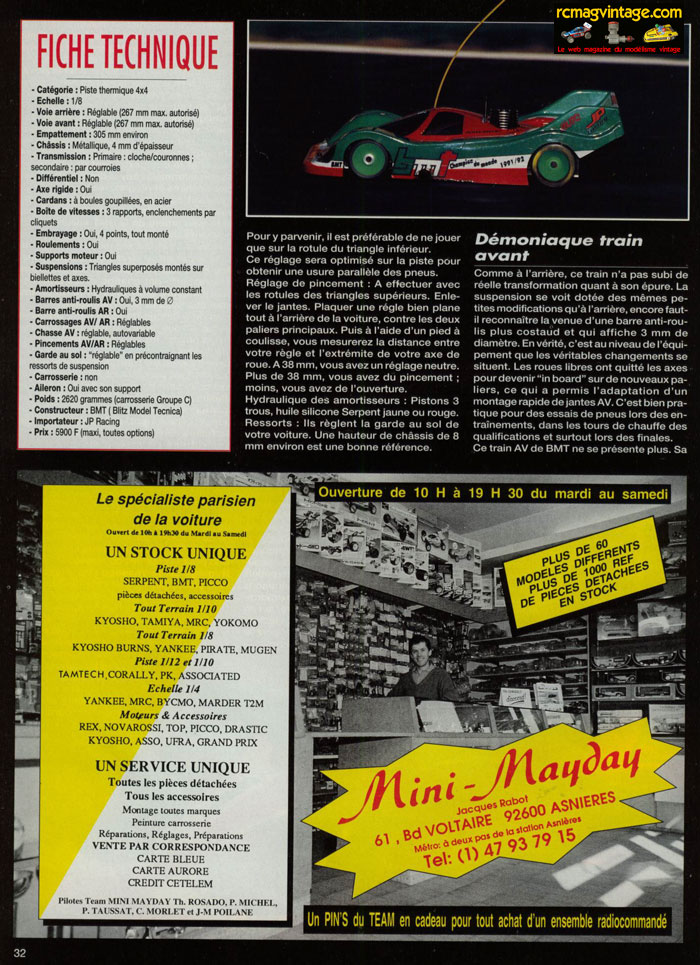 rcmagvintage.com
Le web magazine du modélisme vintage
FICHE TECHNIQUE
- Catégorie : Piste thermique 4x4
- Echelle : 1/8
- Voie arrière : Réglable (267 mm max. autorisé)
- Voie avant : Réglable (267 mm max. autorisé)
- Empattement : 305 mm environ
- Châssis : Métallique, 4 mm d'épaisseur
- Transmission : Primaire : cloche/couronnes ;
secondaire : par courroies
- Différentiel : Non
- Axe rigide : Oui
- Cardans : à boules goupillées, en acier
- Boîte de vitesses : 3 rapports, enclenchements par
cliquets
- Embrayage : Oui, 4 points, tout monté
- Roulements : Oui
- Supports moteur : Oui
- Suspensions : Triangles superposés montés sur
biellettes et axes.
- Amortisseurs : Hydrauliques à volume constant
- Barres anti-roulis AV : Oui, 3 mm de ∅
- Barre anti-roulis AR : Oui
- Carrossages AV/ AR : Réglables
- Chasse AV : réglable, autovariable
- Pincements AV/AR : Réglables
- Garde au sol : "réglable" en précontraignant les
ressorts de suspension
- Carrosserie : non
- Aileron : Oui avec son support
- Poids : 2620 grammes (carrosserie Groupe C)
- Constructeur : BMT ( Blitz Model Tecnica)
- Importateur : JP Racing
- Prix : 5900 F (maxi, toutes options)
BMT
bmt
Champion du monde 1991/92
Pour y parvenir, il est préférable de ne jouer
que sur la rotule du triangle inférieur.
Ce réglage sera optimisé sur la piste pour
obtenir une usure parallèle des pneus.
Réglage de pincement : A effectuer avec
les rotules des triangles supérieurs. Enle-
ver le jantes. Plaquer une régle bien plane
tout à l'arrière de la voiture, contre les deux
paliers principaux. Puis à l'aide d'un pied à
coulisse, vous mesurerez la distance entre
votre règle et l'extrémite de votre axe de
roue. A 38 mm, vous avez un réglage neutre.
Plus de 38 mm, vous avez du pincement ;
moins, vous avez de l'ouverture.
Hydraulique des amortisseurs : Pistons 3
trous, huile silicone Serpent jaune ou rouge.
Ressorts : Ils règlent la garde au sol de
votre voiture. Une hauteur de châssis de 8
mm environ est une bonne référence.
Démoniaque train
avant
Comme à l'arrière, ce train n'a pas subi de
réelle transformation quant à son épure. La
suspension se voit dotée des mêmes pe-
tites modifications qu'à l'arrière, encore faut-
il reconnaître la venue d'une barre anti-rou-
lis plus costaud et qui affiche 3 mm de
diamètre. En vérité, c'est au niveau de l'équi-
pement que les véritables changements se
situent. Les roues libres ont quitté les axes
pour devenir "in board" sur de nouveaux pa-
liers, ce qui a permis l'adaptation d'un
montage rapide de jantes AV. C'est bien pra-
tique pour des essais de pneus lors des en-
traînements, dans les tours de chauffe des
qualifications et surtout lors des finales.
Ce train AV de BMT ne se présente plus. Sa
Le spécialiste parisien
de la voiture
Ouvert de 10h à 19h30 du Mardi au Samedi
UN STOCK UNIQUE
Piste 1/8
SERPENT, BMT, PICCO
pièces détachées, accessoires
Tout Terrain 1/10
KYOSHO, TAMIYA, MRC, YOKOMO
Tout Terrain 1/8
KYOSHO BURNS, YANKEE, PIRATE, MUGEN
Piste 1/12 et 1/10
TAMTECH,CORALLY, PK, ASSOCIATED
Echelle 1/4
YANKEE, MRC, BYCMO, MARDER T2M
Moteurs & Accessoires
REX, NOVAROSSI, TOP, PICCO, DRASTIC
KYOSHO, ASSO, UFRA, GRAND PRIX
UN SERVICE UNIQUE
Toutes les pièces détachées
Tous les accessoires
Montage toutes marques
Peinture carrosserie
Réparations, Réglages, Préparations
VENTE PAR CORRESPONDANCE
CARTE BLEUE
CARTE AURORE
CREDIT CETELEM
Pilotes Team MINI MAYDAY Th. ROSADO, P. MICHEL,
P. TAUSSAT, C. MORLET et J-M POILANE
Ouverture de 10 H à 19 H 30 du mardi au samedi
PLUS DE 60
MODELES DIFFERENTS
PLUS DE 1000 REF
DE PIECES DETACHEES
EN STOCK
Mini - Mayday
Jacques Rabot
61 , Bd VOLTAIRE 92600 ASNIERES
Métro: à deux pas de la station Asnières
Tel: (1) 47 93 79 15
Un PIN'S du TEAM en cadeau pour tout achat d'un ensemble radiocommandé
32